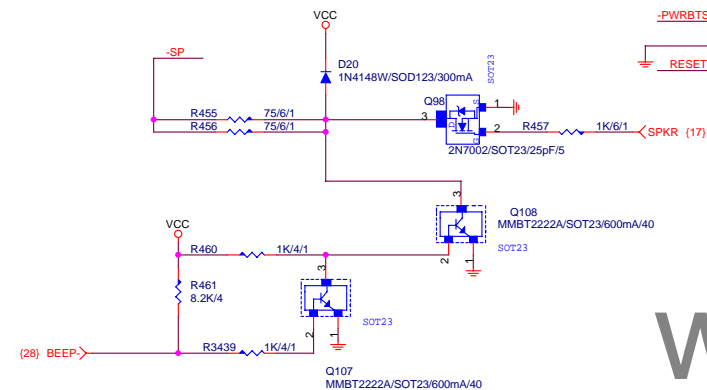 VCC
-PWRBTS
-SP
D20
1N4148W/SOD123/300mA
SOT23
RESET
Q98
S
1
R455
75/6/1
3
D
R456
75/6/1
2
G
R457
1K/6/1
SPKR {17}
2N7002/SOT23/25pF/5
3
Q108
MMBT2222A/SOT23/600mA/40
VCC
SOT23
R460
1K/4/1
2
1
3
R461
8.2K/4
SOT23
{28} BEEP-
R3439
1K/4/1
2
1
Q107
MMBT2222A/SOT23/600mA/40
W